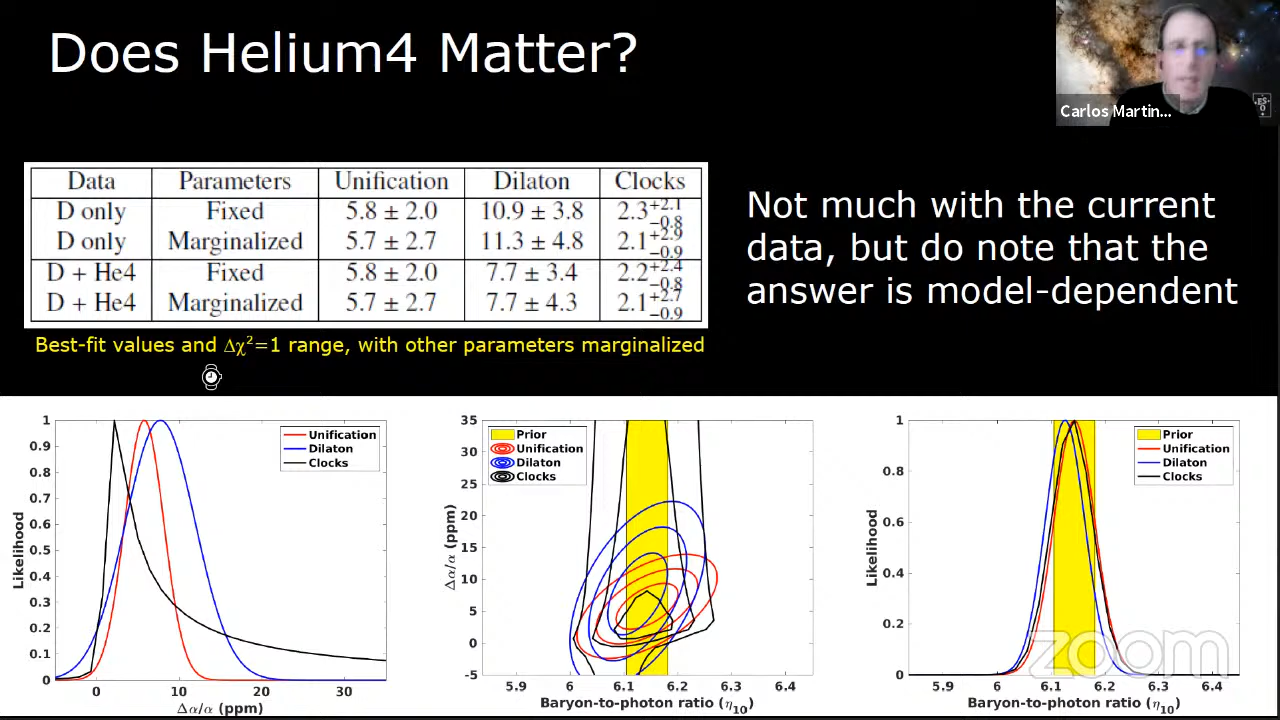 Does Helium4 Matter?
Carlos Martin...
Data Parameters Unification Dilaton Clocks
D only Fixed 5.8 ± 2.0 10.9 ± 3.8 2.3 +2.1 −0.8
D only Marginalized 5.7 ± 2.7 11.3 ± 4.8 2.1 +2.9 −0.9
D + He4 Fixed 5.8 ± 2.0 7.7 ± 3.4 2.2 +2.4 −0.8
D + He4 Marginalized 5.7 ± 2.7 7.7 ± 4.3 2.1 +2.7 −0.9
Best-fit values and Δχ²=1 range, with other parameters marginalized
Not much with the current
data, but do note that the
answer is model-dependent
1
0.9
0.8
0.7
0.6
0.5
0.4
0.3
0.2
0.1
0
Likelihood
Unification
Dilaton
Clocks
0 10 20 30
Δα/α (ppm)
35
30
25
20
15
10
5
0
-5
Δα/α (ppm)
Prior
Unification
Dilaton
Clocks
5.9 6 6.1 6.2 6.3 6.4
Baryon-to-photon ratio (η10)
1
0.8
0.6
0.4
0.2
0
Likelihood
Prior
Unification
Dilaton
Clocks
5.9 6 6.1 6.2 6.3 6.4
Baryon-to-photon ratio (η10)
zoom